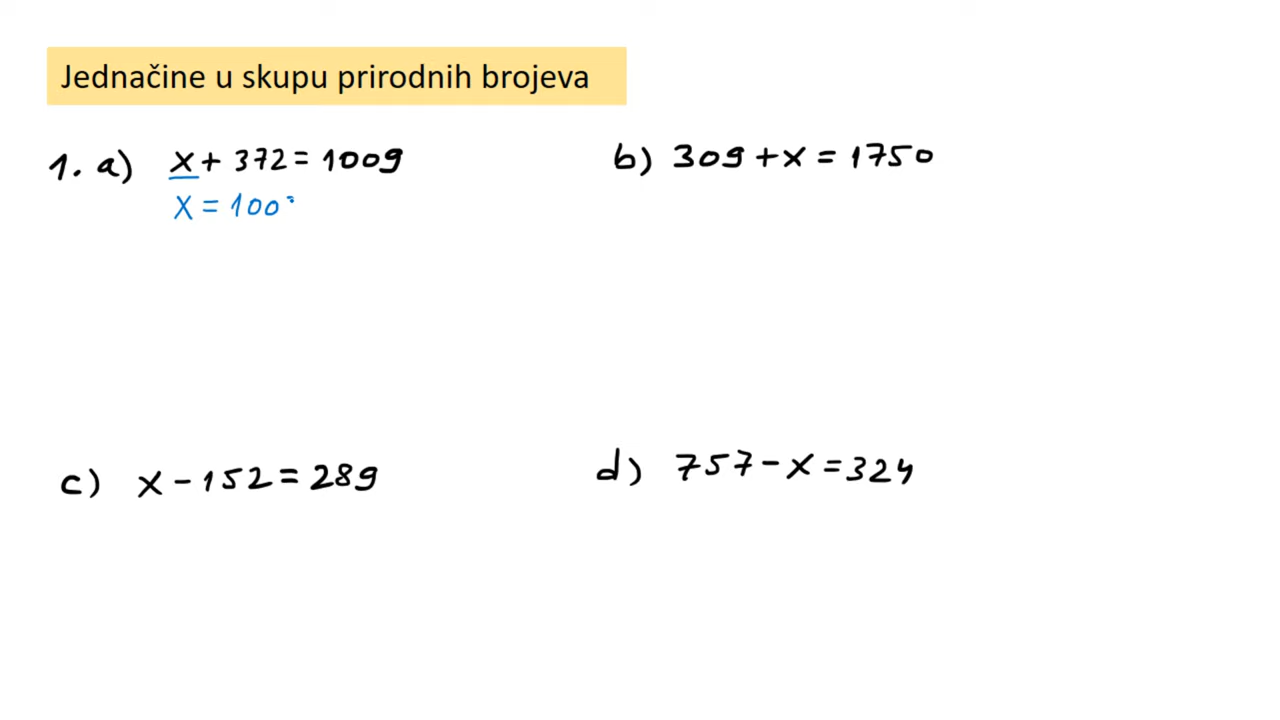 Jednačine u skupu prirodnih brojeva
1. a) x + 372 = 1009
b) 309 + x = 1750
x = 100
c) x - 152 = 289
d) 757 - x = 324